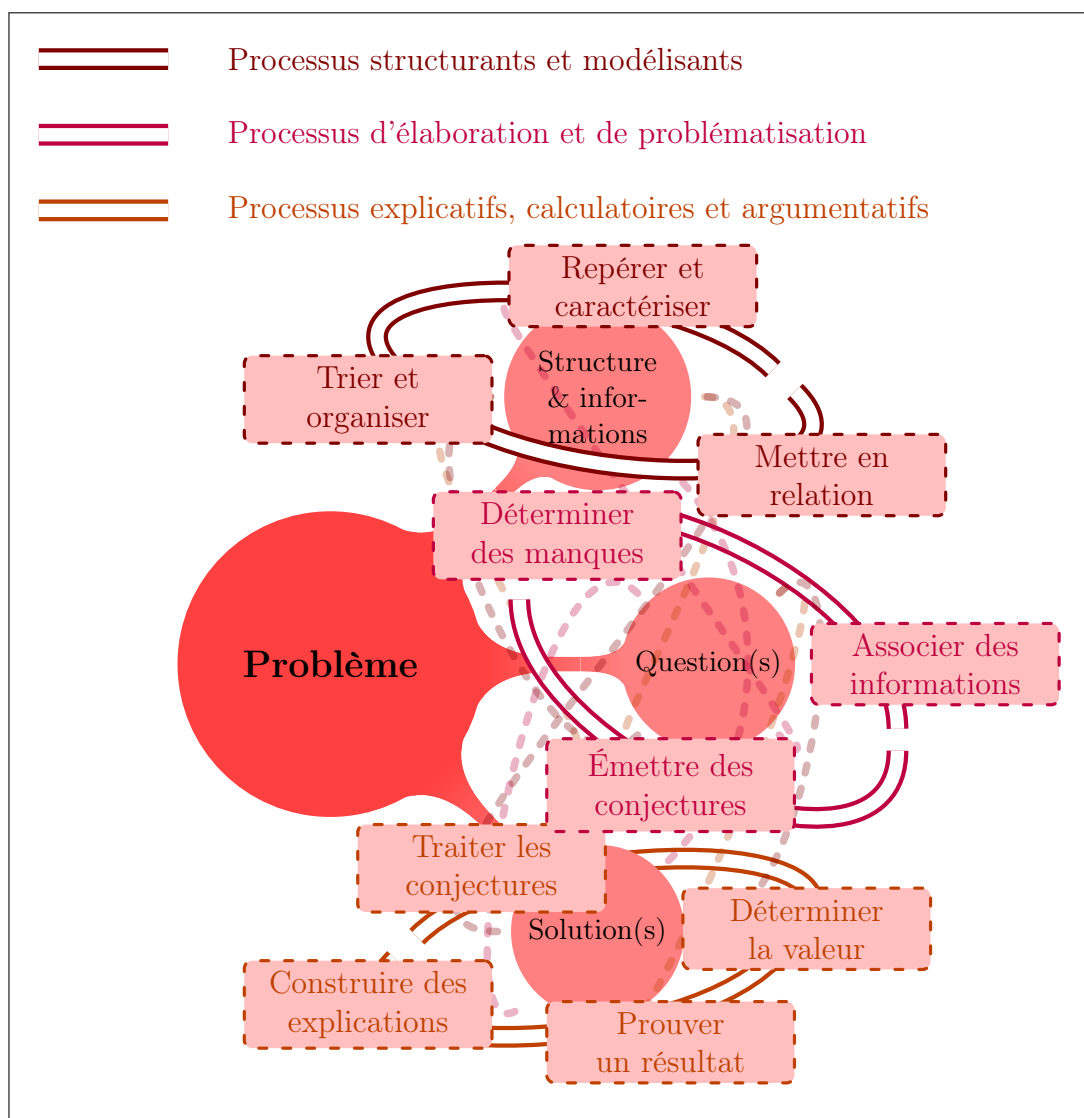 Processus structurants et modélisants
Processus d'élaboration et de problématisation
Processus explicatifs, calculatoires et argumentatifs
Repérer et
caractériser
Structure
& infor-
mations
Trier et
organiser
Mettre en
relation
Déterminer
des manques
Problème
Question(s)
Associer des
informations
Émettre des
conjectures
Traiter les
conjectures
Solution(s)
Déterminer
la valeur
Construire des
explications
Prouver
un résultat